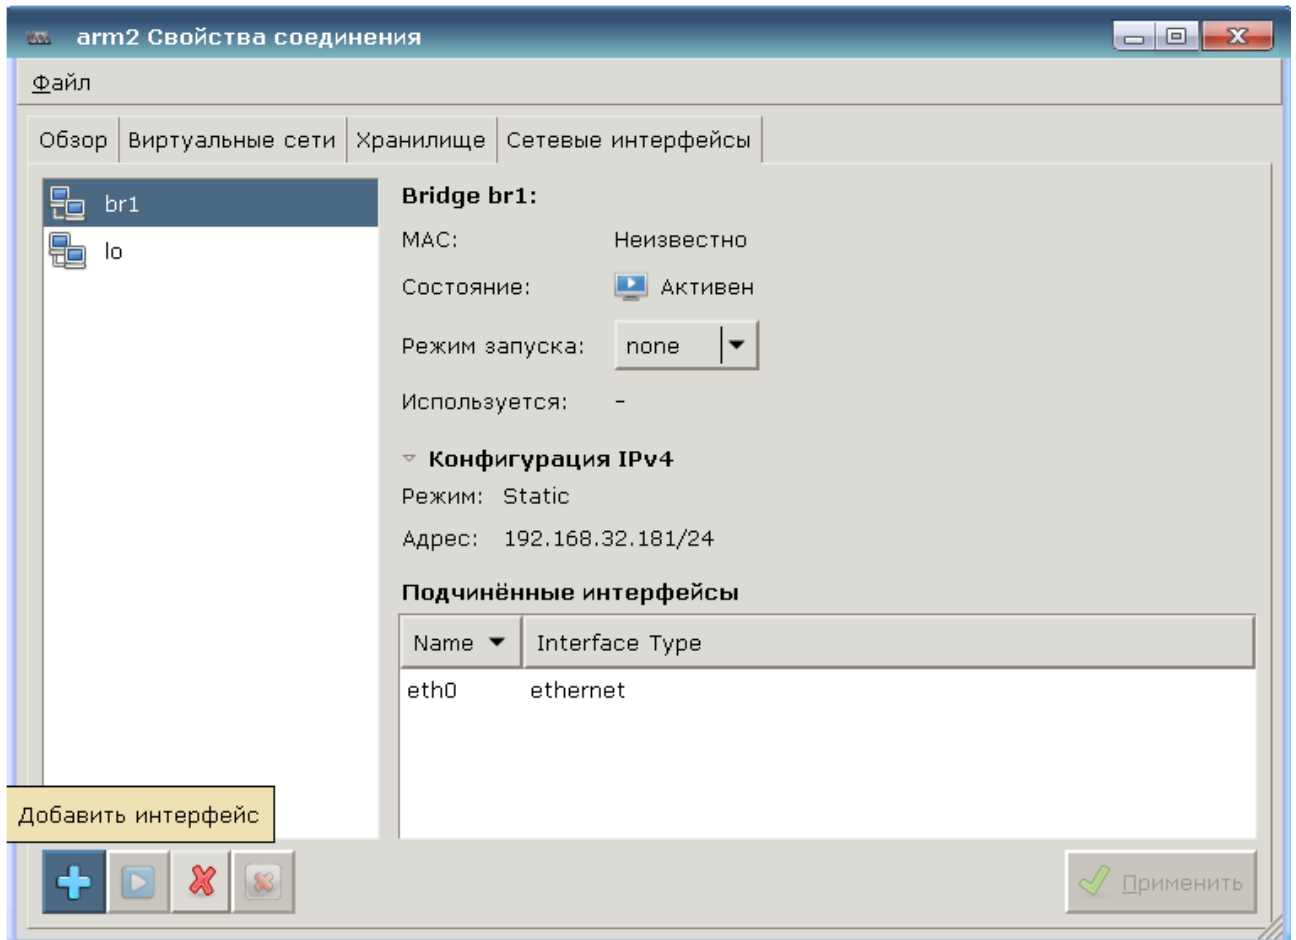 arm2 Свойства соединения
Файл
Обзор Виртуальные сети Хранилище Сетевые интерфейсы
br1
lo
Bridge br1:
MAC: Неизвестно
Состояние: Активен
Режим запуска: none
Используется: -
Конфигурация IPv4
Режим: Static
Адрес: 192.168.32.181/24
Подчинённые интерфейсы
Name Interface Type
eth0 ethernet
Добавить интерфейс
Применить